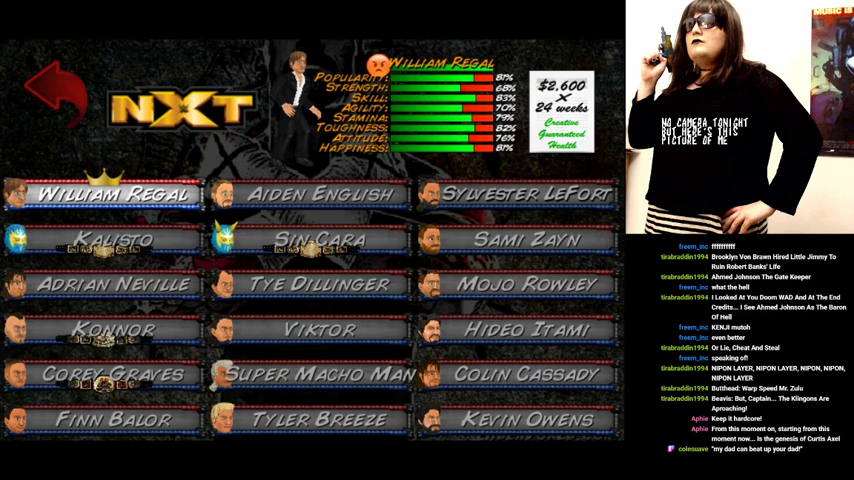 NXT
WILLIAM REGAL
POPULARITY: 81%
STRENGTH: 68%
SKILL: 83%
AGILITY: 70%
STAMINA: 79%
TOUGHNESS: 82%
ATTITUDE: 76%
HAPPINESS: 81%
$2,600
X
24 weeks
Creative
Guaranteed
Health
WILLIAM REGAL
AIDEN ENGLISH
SYLVESTER LEFORT
KALISTO
SIN CARA
SAMI ZAYN
ADRIAN NEVILLE
TYE DILLINGER
MOJO ROWLEY
KONNOR
VIKTOR
HIDEO ITAMI
COREY GRAVES
SUPER MACHO MAN
COLIN CASSADY
FINN BALOR
TYLER BREEZE
KEVIN OWENS
MUSIC IS
NO CAMERA TONIGHT
BUT HERE'S THIS
PICTURE OF ME
freem_inc ffffffffff
tirabraddin1994 Brooklyn Von Brawn Hired Little Jimmy To
Ruin Robert Banks' Life
tirabraddin1994 Ahmed Johnson The Gate Keeper
freem_inc what the hell
tirabraddin1994 I Looked At You Doom WAD And At The End
Credits... I See Ahmed Johnson As The Baron
Of Hell
freem_inc KENJI mutoh
freem_inc even better
tirabraddin1994 Or Lie, Cheat And Steal
freem_inc speaking of!
tirabraddin1994 NIPON LAYER, NIPON LAYER, NIPON, NIPON,
NIPON LAYER
tirabraddin1994 Butthead: Warp Speed Mr. Zulu
tirabraddin1994 Beavis: But, Captain... The Klingons Are
Aproaching!
Aphie Keep it hardcore!
Aphie From this moment on, starting from this
moment now... Is the genesis of Curtis Axel
colesuave "my dad can beat up your dad!"